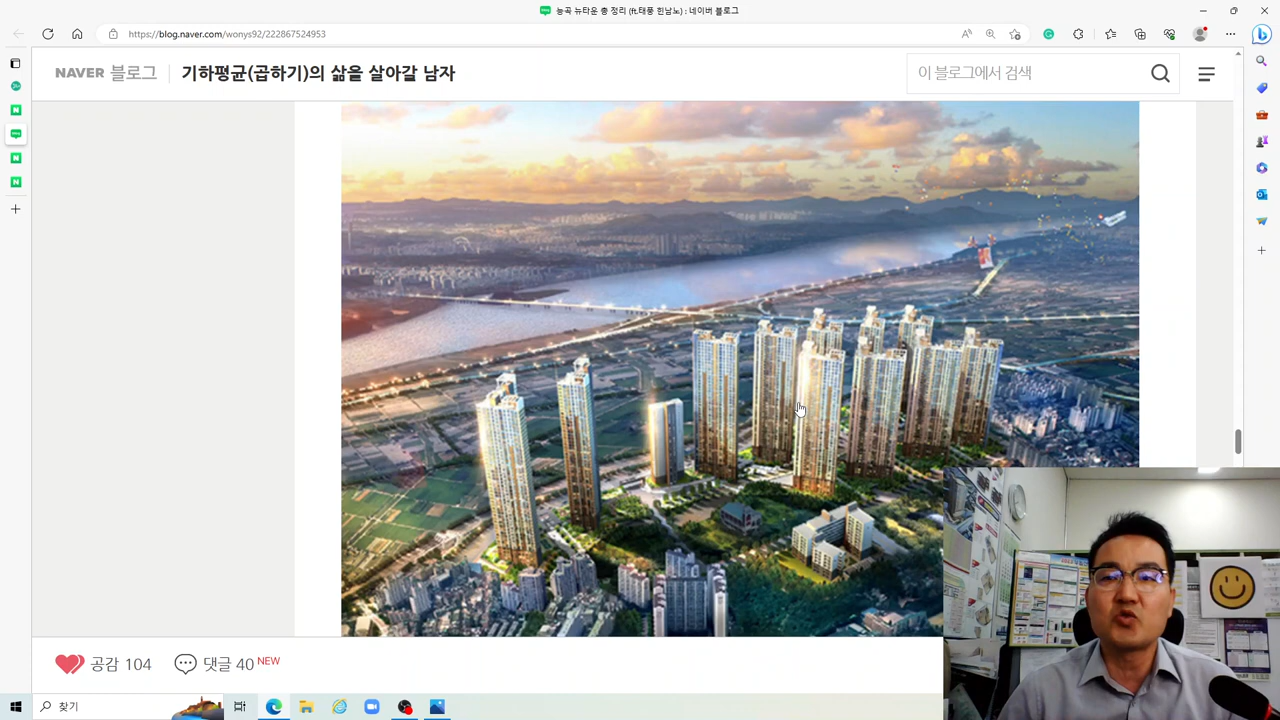 능곡 뉴타운 총 정리 (ft.태풍 힌남노) : 네이버 블로그
https://blog.naver.com/wonys92/222867524953
NAVER 블로그
기하평균(곱하기)의 삶을 살아갈 남자
이 블로그에서 검색
공감 104
댓글 40 NEW
찾기